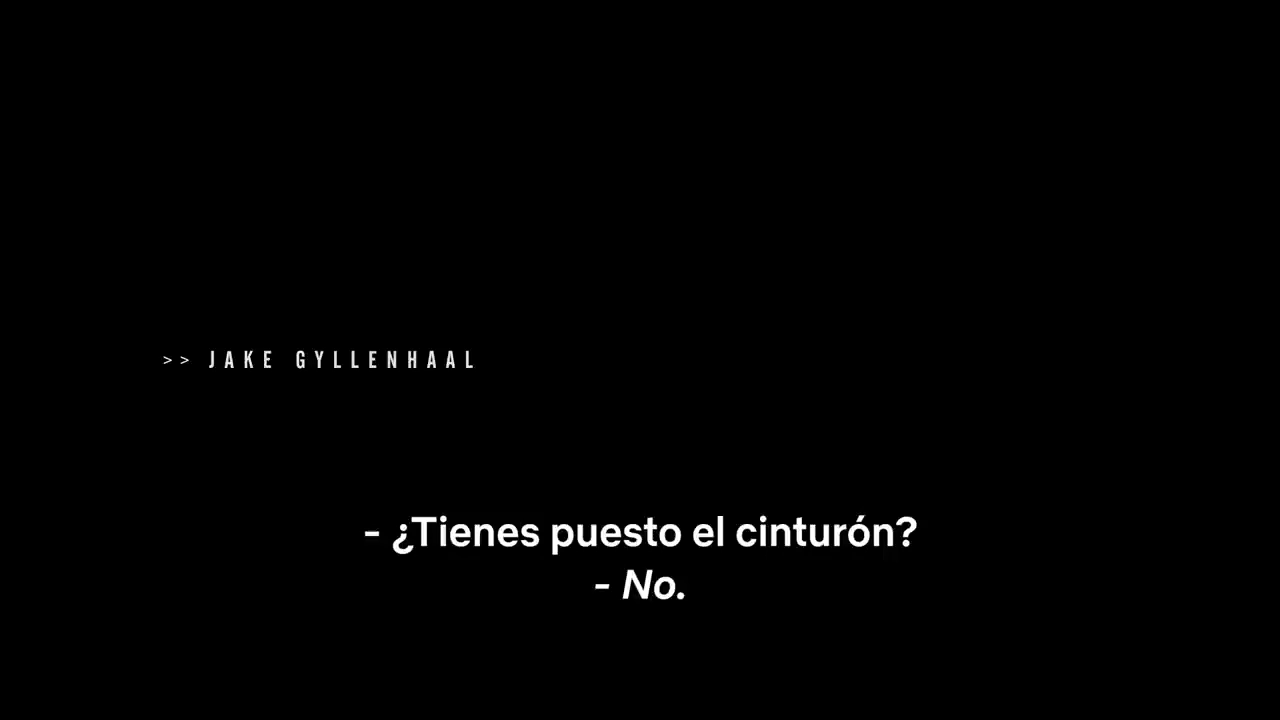 >> JAKE GYLLENHAAL
- ¿Tienes puesto el cinturón?
- No.